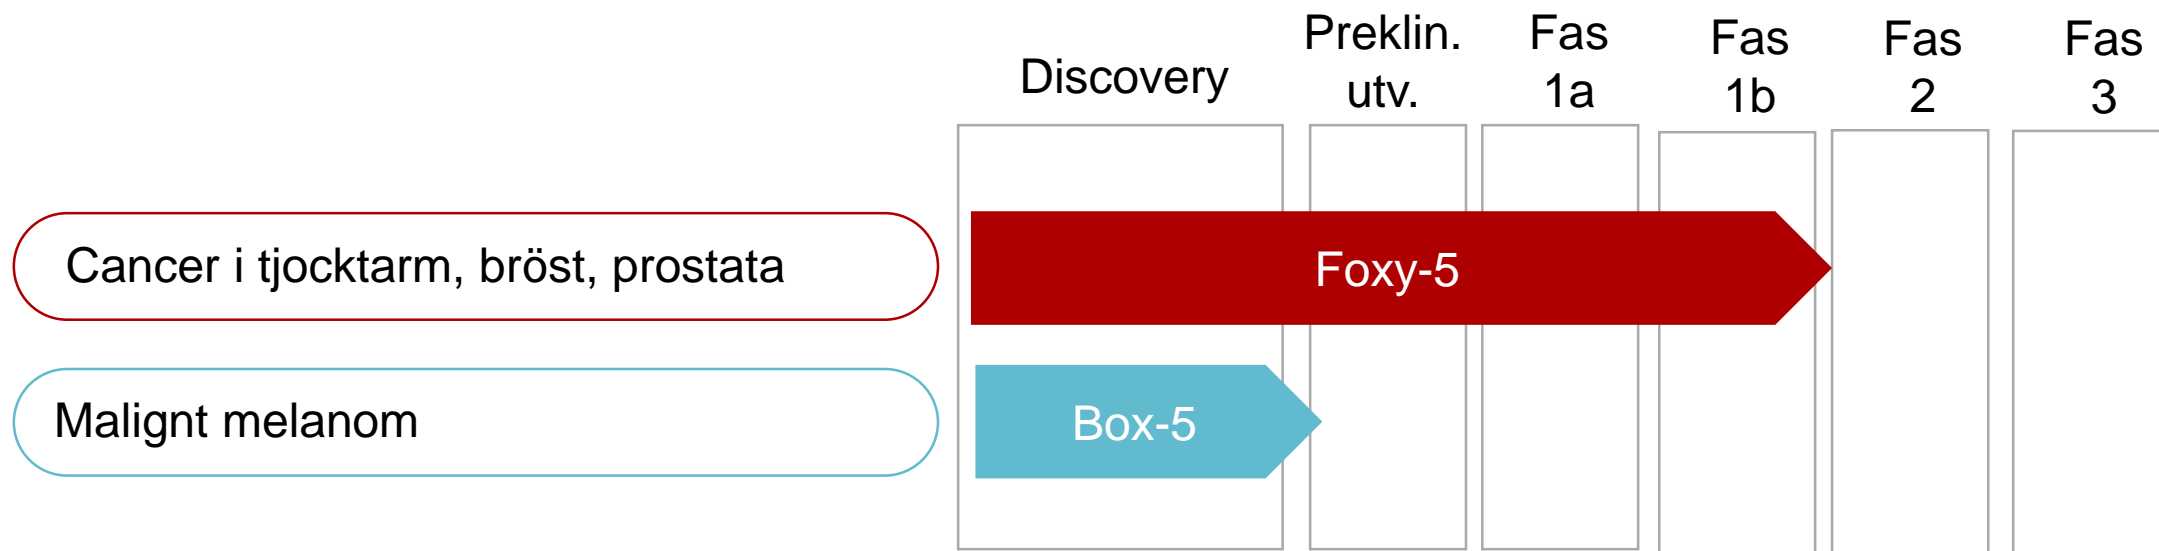 Discovery
Preklin.
utv.
Fas
1a
Fas
1b
Fas
2
Fas
3
Cancer i tjocktarm, bröst, prostata
Foxy-5
Malignt melanom
Box-5